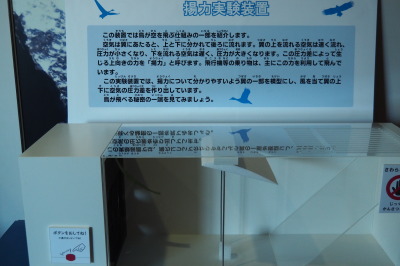 揚力実験装置
この装置では鳥が空を飛ぶ仕組みの一部を紹介します。
空気は翼にあたると、上と下に分かれて後ろに流れます。翼の上を流れる空気は速く流れ、
圧力が小さくなり、下を流れる空気は遅く、圧力が大きくなります。この圧力差によって生
じる上向きの力を「揚力」と呼びます。飛行機等の乗り物は、主にこの力を利用して飛んで
います。
この実験装置では、揚力について分かりやすいよう翼の一部を模型にし、風を当て翼の上
下に空気の圧力差を作り出しています。
鳥が飛べる秘密の一端を見てみましょう。
ボタンをおしてね!
さわら